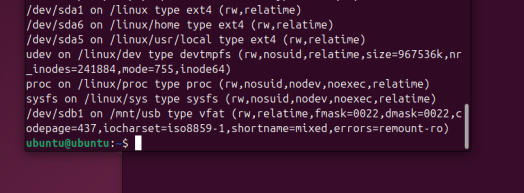 /dev/sda1 on /linux type ext4 (rw,relatime)
/dev/sda6 on /linux/home type ext4 (rw,relatime)
/dev/sda5 on /linux/usr/local type ext4 (rw,relatime)
udev on /linux/dev type devtmpfs (rw,nosuid,relatime,size=967536k,nr
_inodes=241884,mode=755,inode64)
proc on /linux/proc type proc (rw,nosuid,nodev,noexec,relatime)
sysfs on /linux/sys type sysfs (rw,nosuid,nodev,noexec,relatime)
/dev/sdb1 on /mnt/usb type vfat (rw,relatime,fmask=0022,dmask=0022,c
odepage=437,iocharset=iso8859-1,shortname=mixed,errors=remount-ro)
ubuntu@ubuntu:~$